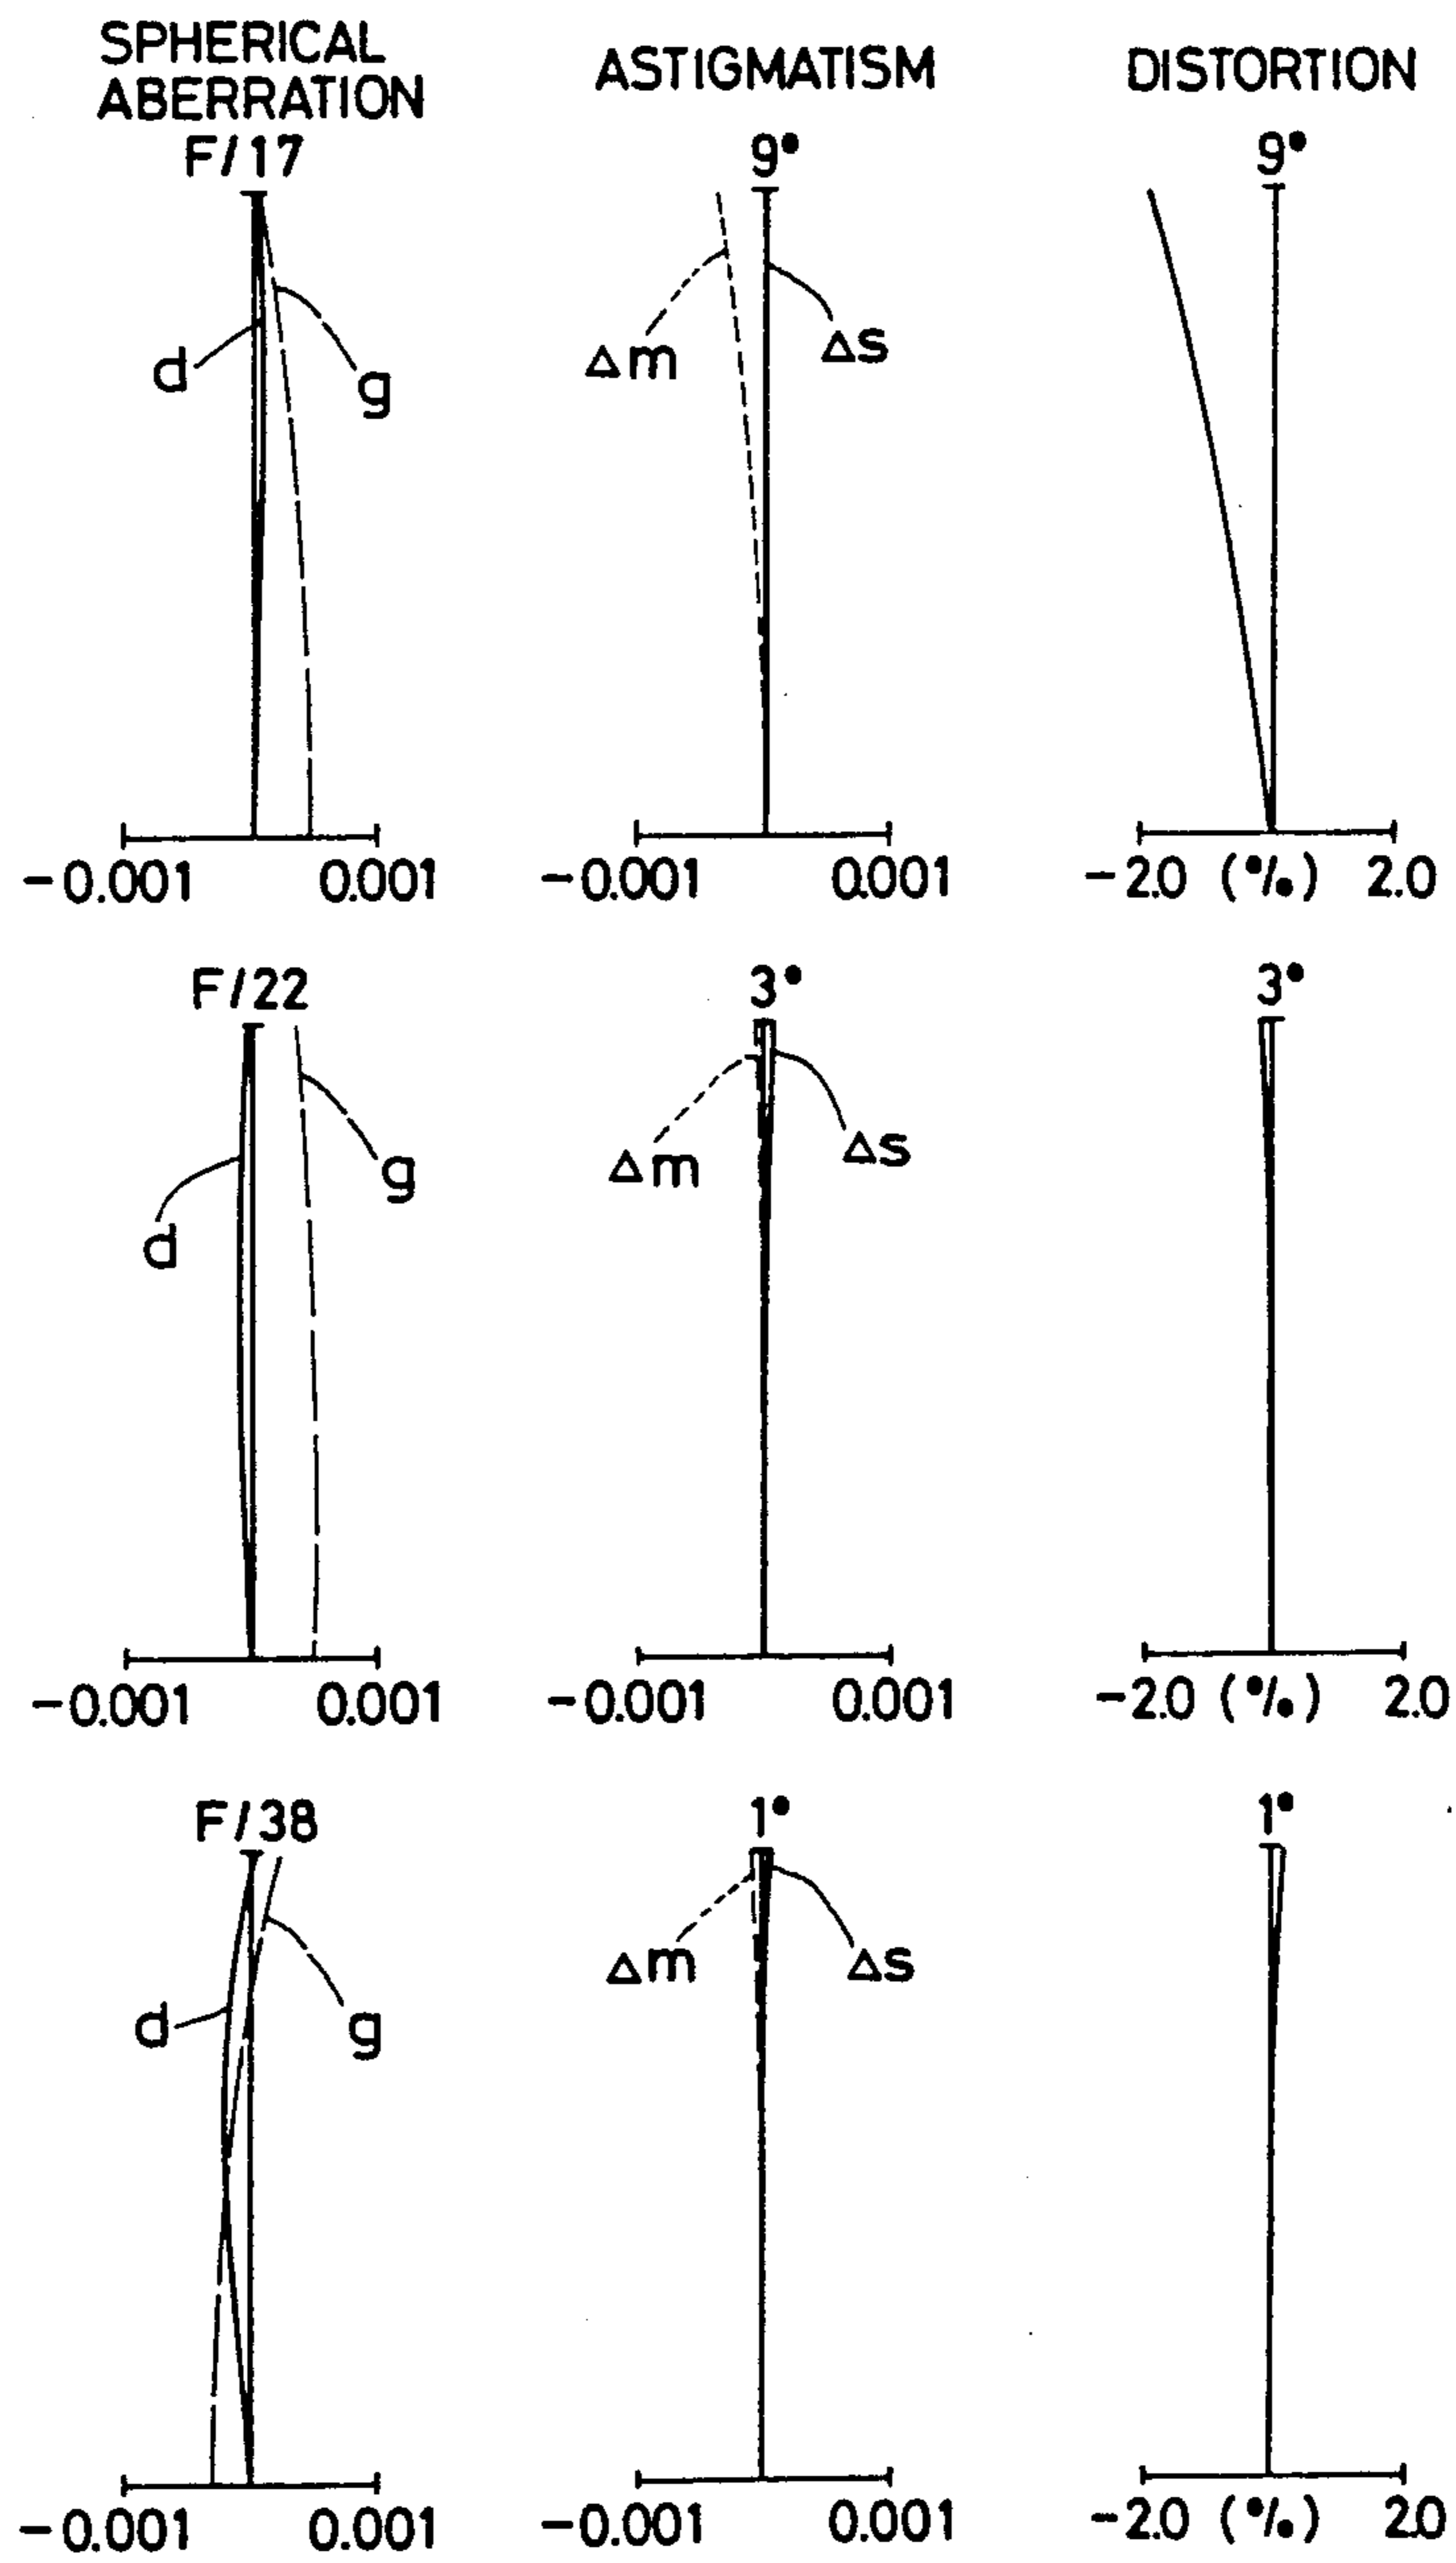 SPHERICAL
ABERRATION
ASTIGMATISM
DISTORTION
F/17
9°
9°
d
g
Δm
Δs
-0.001 0.001
-0.001 0.001
-2.0 (%) 2.0
F/22
3°
3°
d
g
Δm
Δs
-0.001 0.001
-0.001 0.001
-2.0 (%) 2.0
F/38
1°
1°
d
g
Δm
Δs
-0.001 0.001
-0.001 0.001
-2.0 (%) 2.0